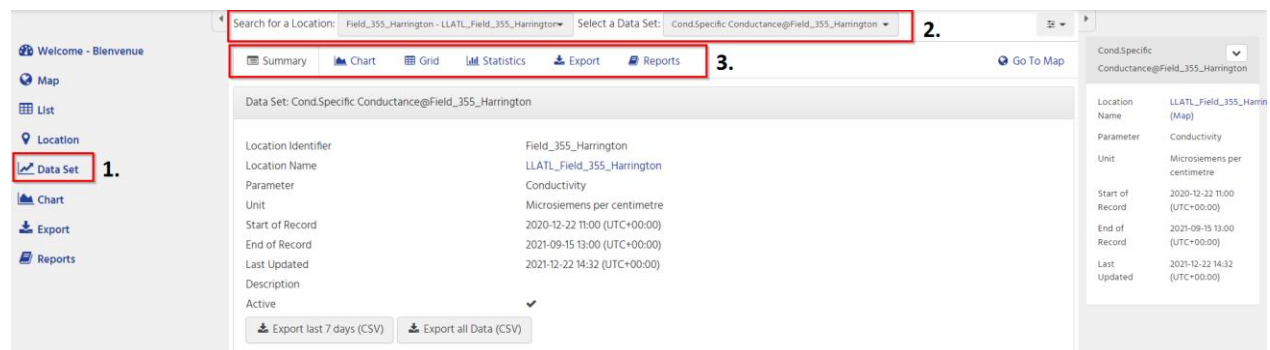 Search for a Location: Field_355_Harrington - LLATL_Field_355_Harrington Select a Data Set: Cond.Specific Conductance@Field_355_Harrington 2.
Welcome - Bienvenue
Map
List
Location
Data Set 1.
Chart
Export
Reports
Summary Chart Grid Statistics Export Reports 3. Go To Map
Data Set: Cond.Specific Conductance@Field_355_Harrington
Location Identifier Field_355_Harrington
Location Name LLATL_Field_355_Harrington
Parameter Conductivity
Unit Microsiemens per centimetre
Start of Record 2020-12-22 11:00 (UTC+00:00)
End of Record 2021-09-15 13:00 (UTC+00:00)
Last Updated 2021-12-22 14:32 (UTC+00:00)
Description
Active
Export last 7 days (CSV) Export all Data (CSV)
Cond.Specific
Conductance@Field_355_Harrington
Location LLATL_Field_355_Harrin
Name (Map)
Parameter Conductivity
Unit Microsiemens per
centimetre
Start of 2020-12-22 11:00
Record (UTC+00:00)
End of 2021-09-15 13:00
Record (UTC+00:00)
Last 2021-12-22 14:32
Updated (UTC+00:00)